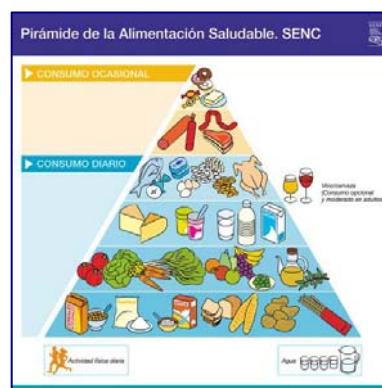 Pirámide de la Alimentación Saludable. SENC
CONSUMO OCASIONAL
CONSUMO DIARIO
Vino/cerveza
(Consumo opcional
y moderado en adultos)
Actividad física diaria
Agua